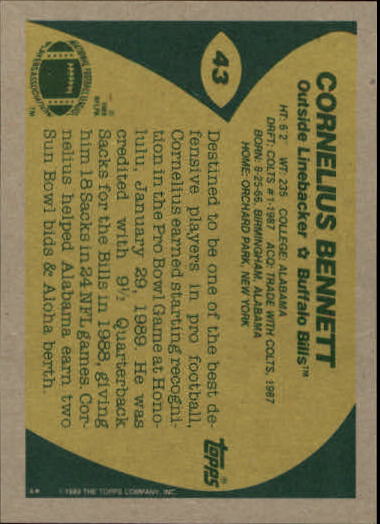 43
CORNELIUS BENNETT
Outside Linebacker ☆ Buffalo Bills™
HT: 6'2 WT: 235 COLLEGE: ALABAMA
DRFT: COLTS #1-1987 ACQ: TRADE WITH COLTS, 1987
BORN: 8-25-66, BIRMINGHAM, ALABAMA
HOME: ORCHARD PARK, NEW YORK
Destined to be one of the best de-
fensive players in pro football,
Cornelius earned starting recogni-
tion in the Pro Bowl Game at Hono-
lulu, January 29, 1989. He was
credited with 9½ Quarterback
Sacks for the Bills in 1988, giving
him 18 Sacks in 24 NFL games. Cor-
nelius helped Alabama earn two
Sun Bowl bids & Aloha berth.
TOPPS®
©1989 THE TOPPS COMPANY, INC.